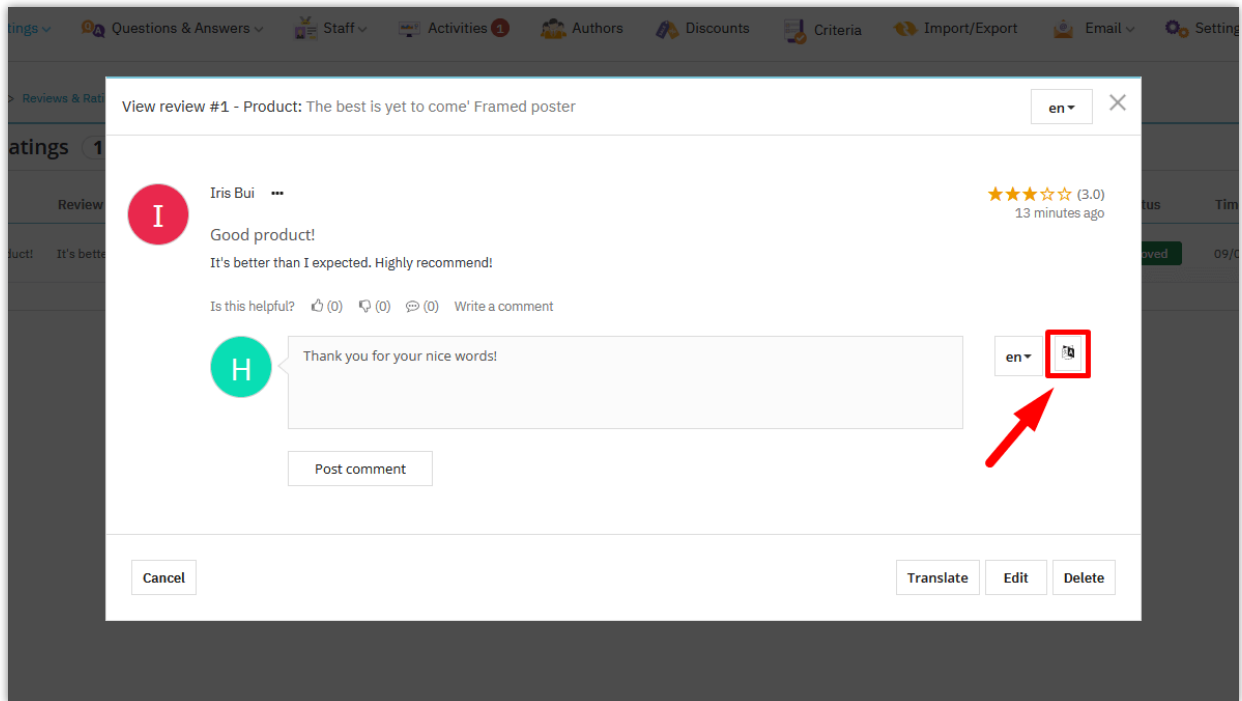 tings Questions & Answers Staff Activities 1 Authors Discounts Criteria Import/Export Email Setting
> Reviews & Rati
View review #1 - Product: The best is yet to come' Framed poster en
atings 1
Iris Bui ••• (3.0)
Review tus Tim
13 minutes ago
I
Good product!
duct! It's bette oved 09/0
It's better than I expected. Highly recommend!
Is this helpful? (0) (0) (0) Write a comment
Thank you for your nice words! en
H
Post comment
Cancel Translate Edit Delete